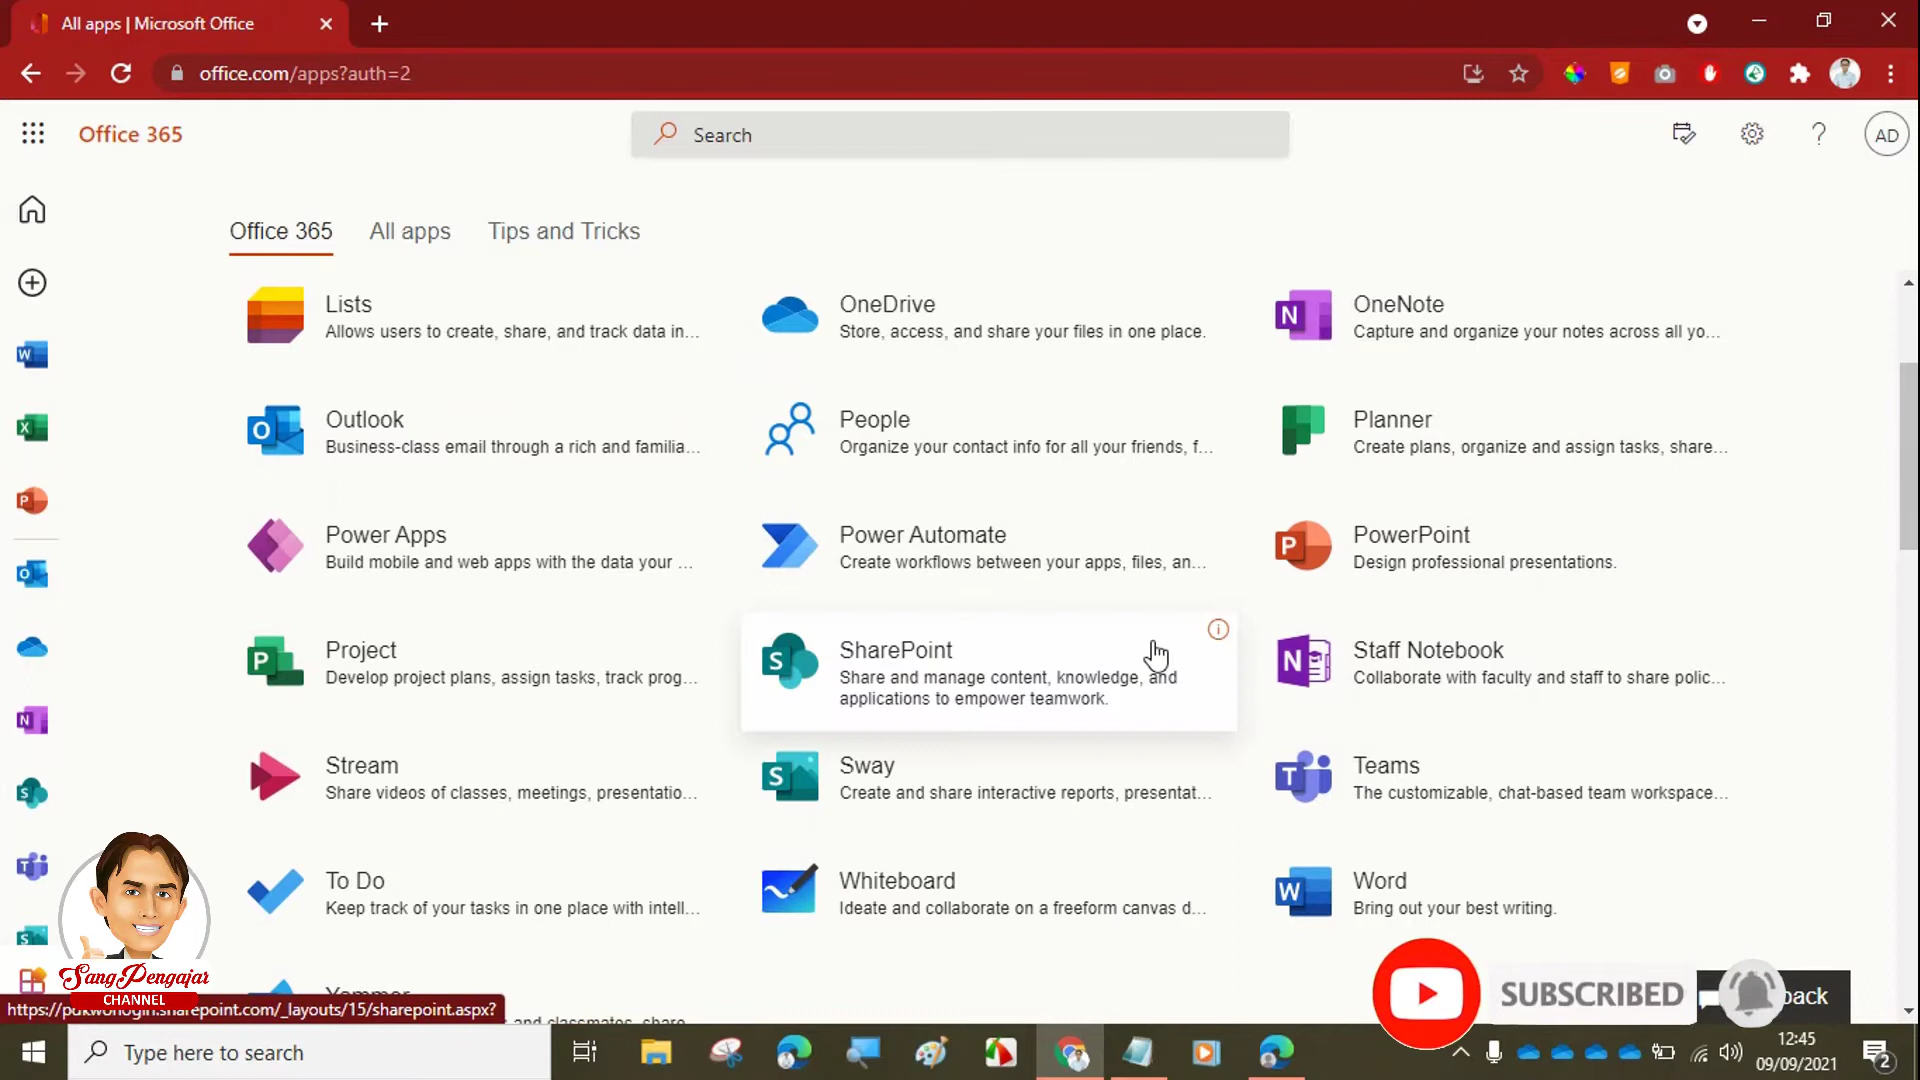 All apps | Microsoft Office
office.com/apps?auth=2
Office 365
Search
AD
Office 365 All apps Tips and Tricks
Lists
Allows users to create, share, and track data in...
OneDrive
Store, access, and share your files in one place.
OneNote
Capture and organize your notes across all yo...
Outlook
Business-class email through a rich and familia...
People
Organize your contact info for all your friends, f...
Planner
Create plans, organize and assign tasks, share...
Power Apps
Build mobile and web apps with the data your ...
Power Automate
Create workflows between your apps, files, an...
PowerPoint
Design professional presentations.
Project
Develop project plans, assign tasks, track prog...
SharePoint
Share and manage content, knowledge, and
applications to empower teamwork.
Staff Notebook
Collaborate with faculty and staff to share polic...
Stream
Share videos of classes, meetings, presentatio...
Sway
Create and share interactive reports, presentat...
Teams
The customizable, chat-based team workspace...
To Do
Keep track of your tasks in one place with intell...
Whiteboard
Ideate and collaborate on a freeform canvas d...
Word
Bring out your best writing.
SangPengajar
CHANNEL
SUBSCRIBED
Type here to search
12:45
09/09/2021
2